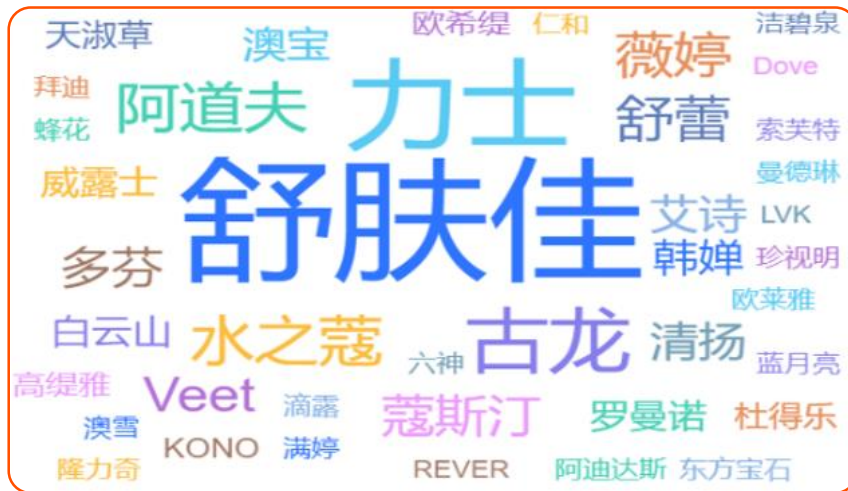 欧希缇 仁和 洁碧泉
天淑草 澳宝 薇婷 Dove
拜迪 阿道夫 力士 舒蕾
蜂花 索芙特
威露士 舒肤佳 曼德琳
艾诗 LVK
多芬 韩婵 珍视明
欧莱雅
白云山 水之蔻 古龙 清扬
六神 蓝月亮
高缇雅 Veet 滴露 蔻斯汀 罗曼诺 杜得乐
澳雪 KONO 满婷
隆力奇 REVER 阿迪达斯 东方宝石